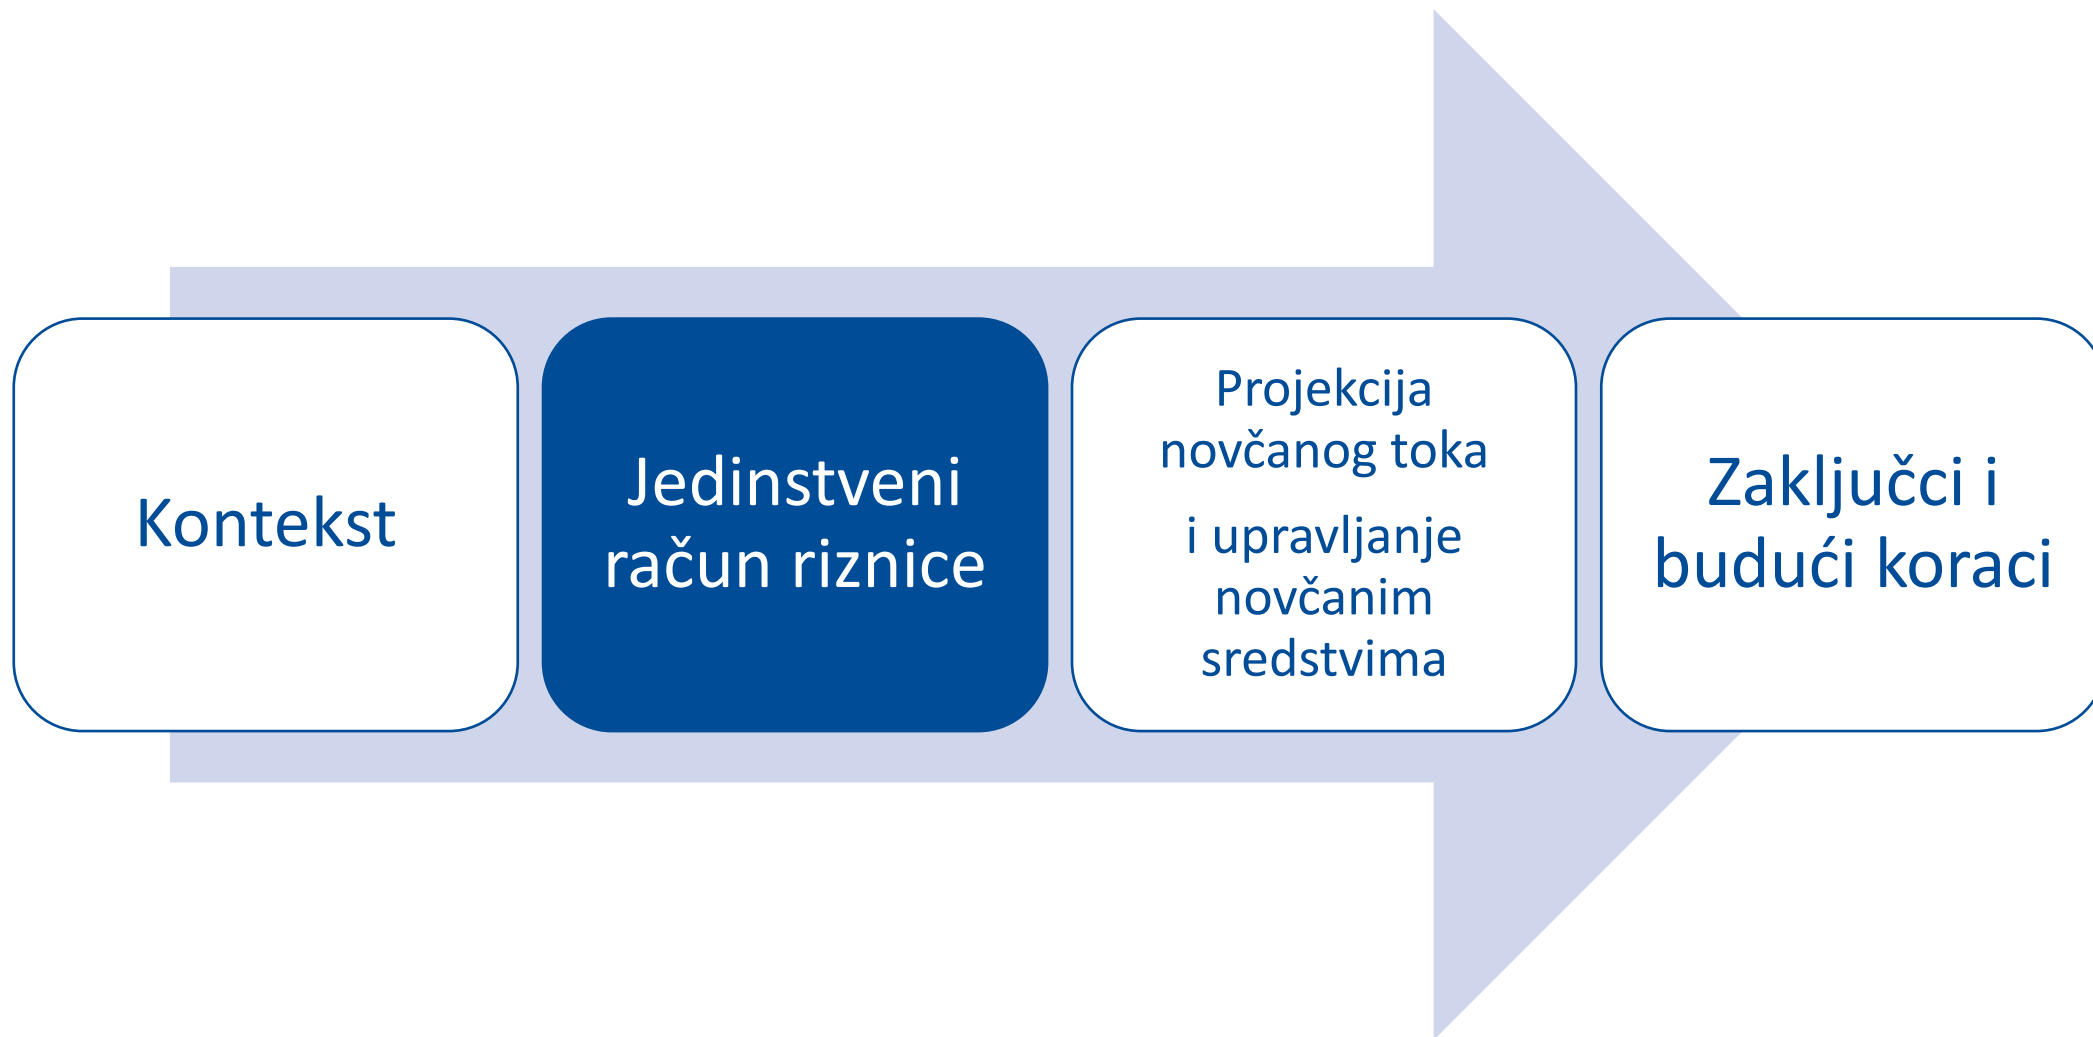 Kontekst
Jedinstveni
račun riznice
Projekcija
novčanog toka
i upravljanje
novčanim
sredstvima
Zaključci i
budući koraci